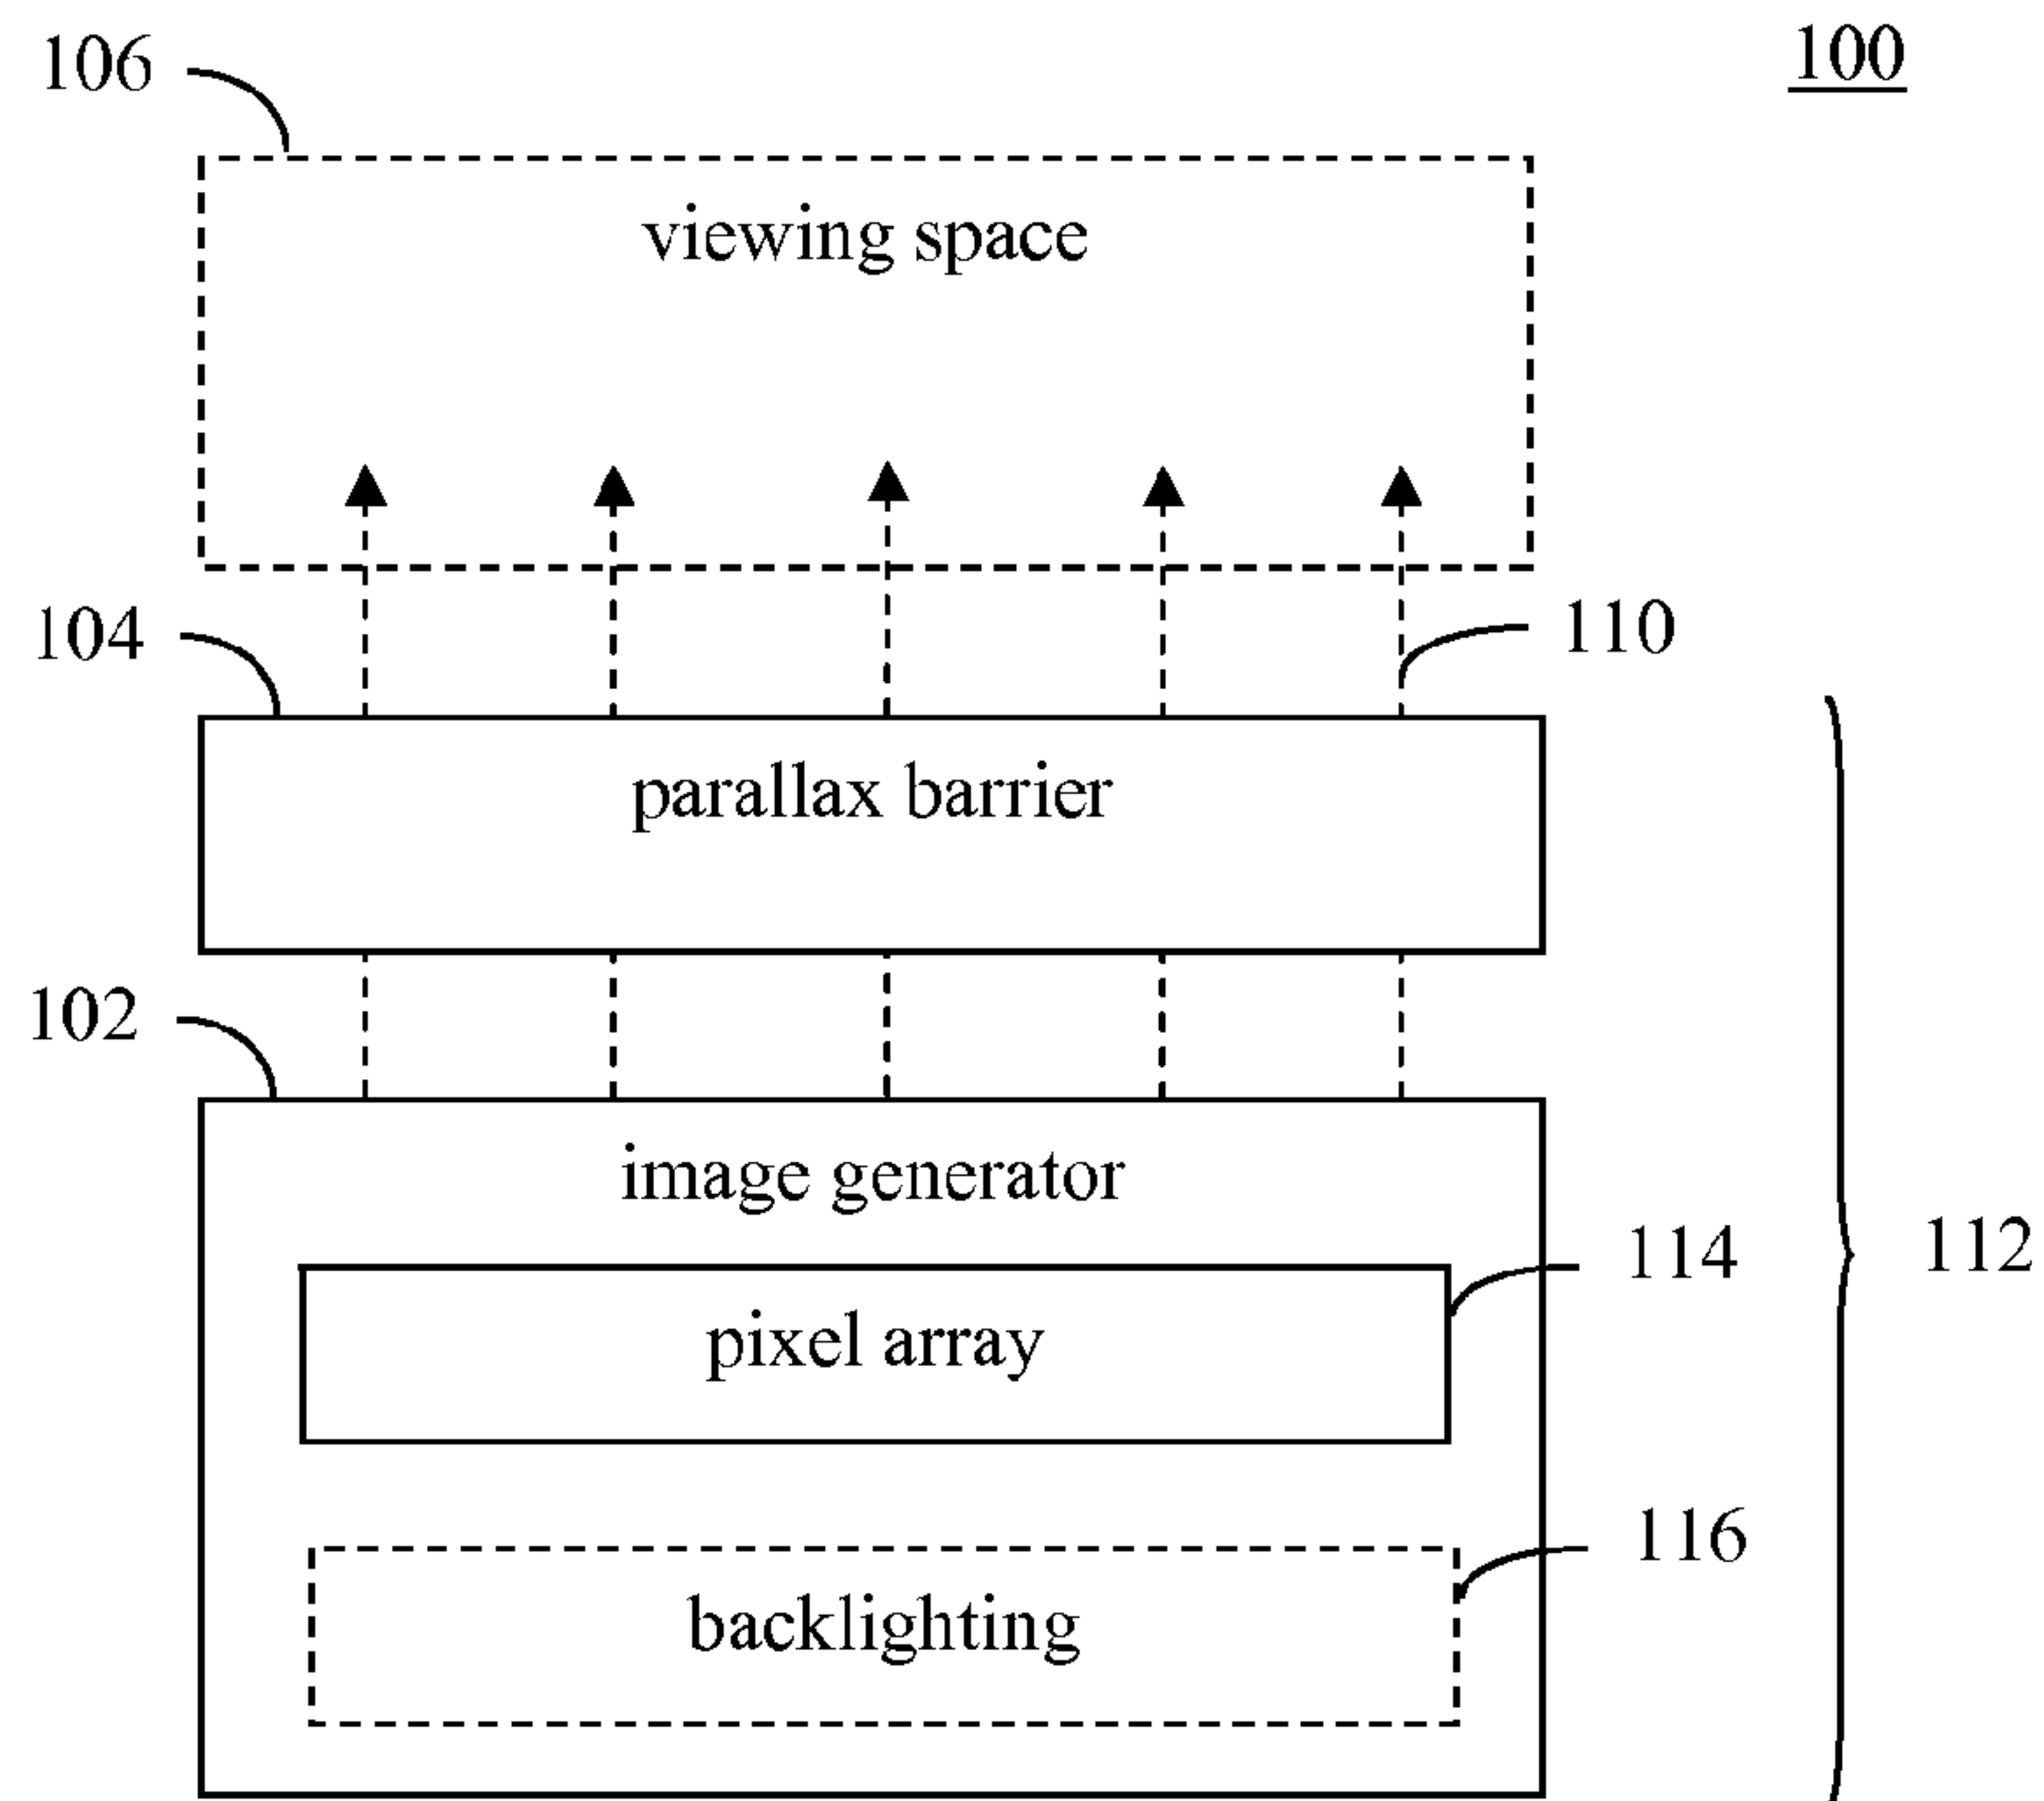 106
100
viewing space
104
110
parallax barrier
102
image generator
114
112
pixel array
116
backlighting